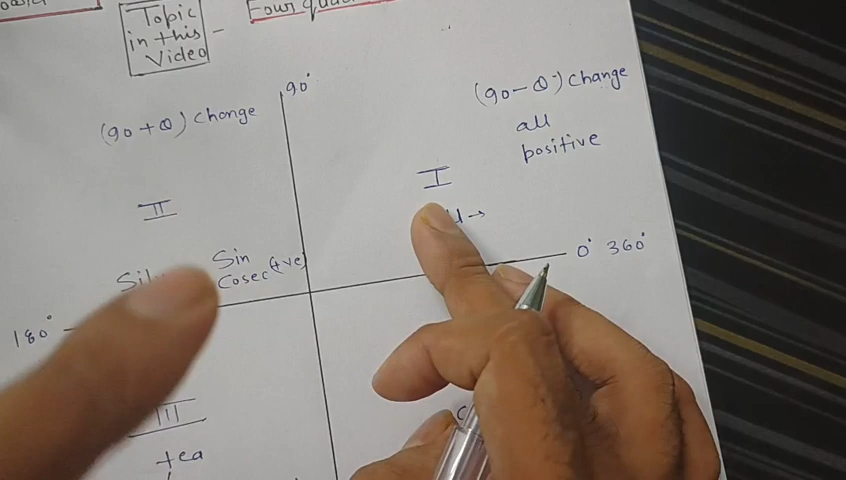 Topic
in this
Video
-
Four
90°
(90+θ) Change
(90-θ) Change
all
positive
I
II
Sin
Cosec (+ve)
0° 360°
180°
III
tea